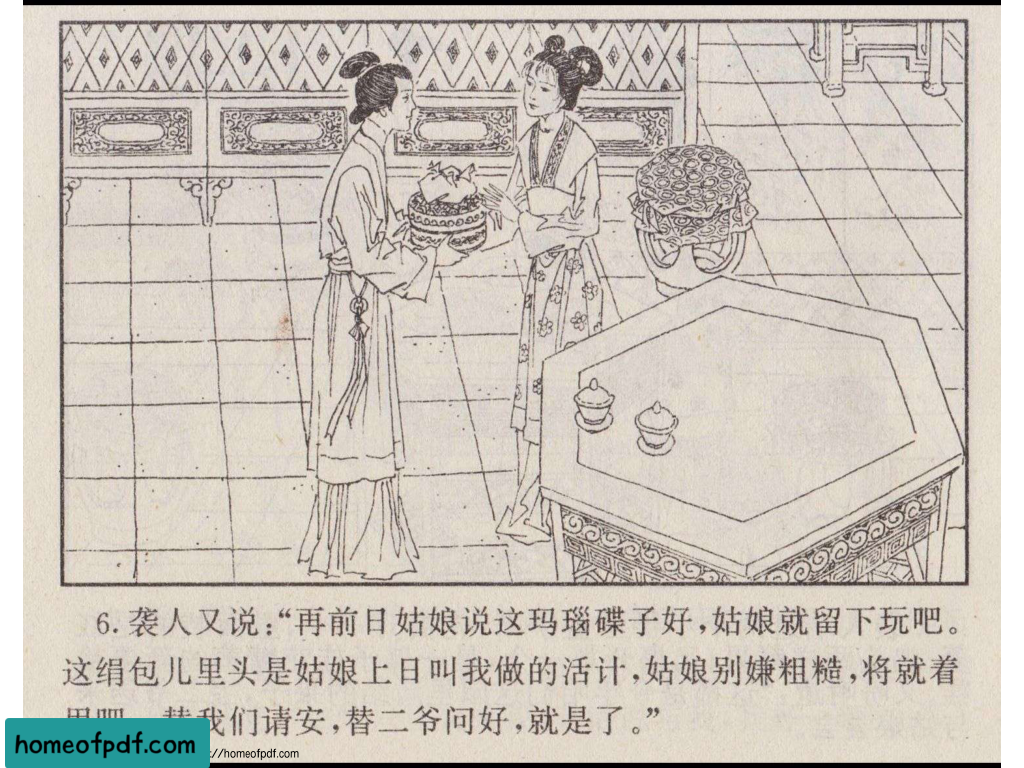 6. 袭人又说：“再前日姑娘说这玛瑙碟子好，姑娘就留下玩吧。
这绢包儿里头是姑娘上日叫我做的活计，姑娘别嫌粗糙，将就着
我们请安，替二爷问好，就是了。”
homeofpdf.com
://homeofpdf.com